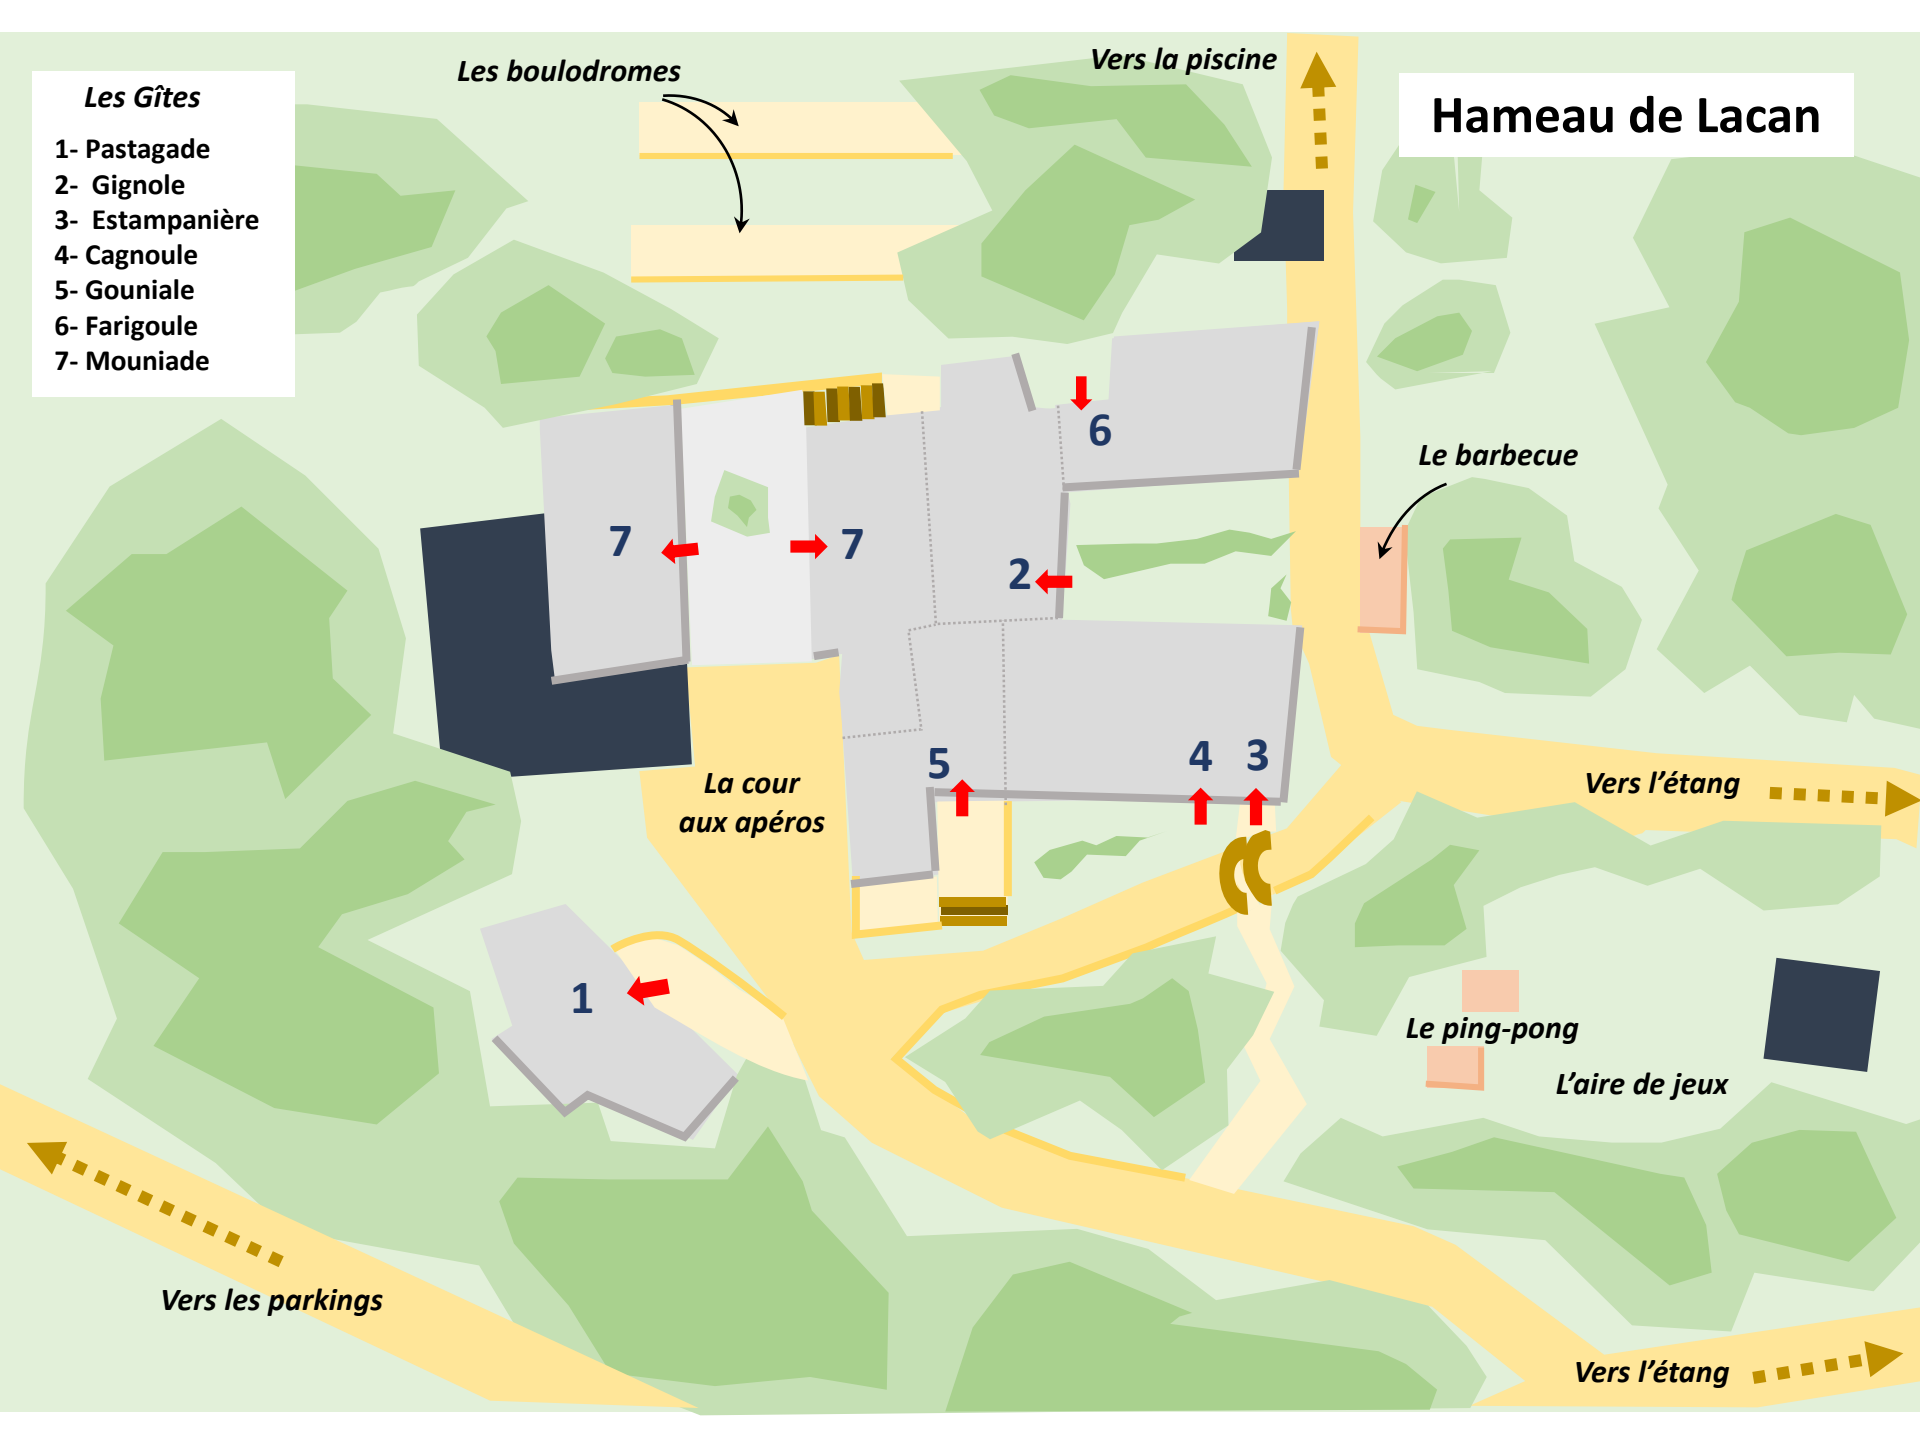 Les boulodromes
Vers la piscine
Hameau de Lacan
Les Gîtes
1- Pastagade
2- Gignole
3- Estampanière
4- Cagnoule
5- Gouniale
6- Farigoule
7- Mouniade
6
Le barbecue
7
7
2
5
4
3
La cour
aux apéros
Vers l'étang
1
Le ping-pong
L'aire de jeux
Vers les parkings
Vers l'étang